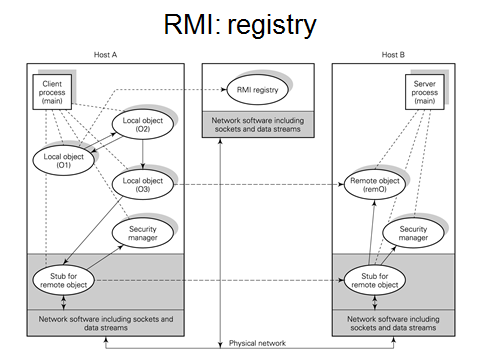 RMI: registry
Host A
Host B
Client
process
(main)
Local object
(O2)
Local object
(O1)
Local object
(O3)
Security
manager
Stub for
remote object
Network software including sockets and
data streams
RMI registry
Network software including
sockets and data streams
Server
process
(main)
Remote object
(remO)
Security
manager
Stub for
remote object
Network software including
sockets and data streams
Physical network